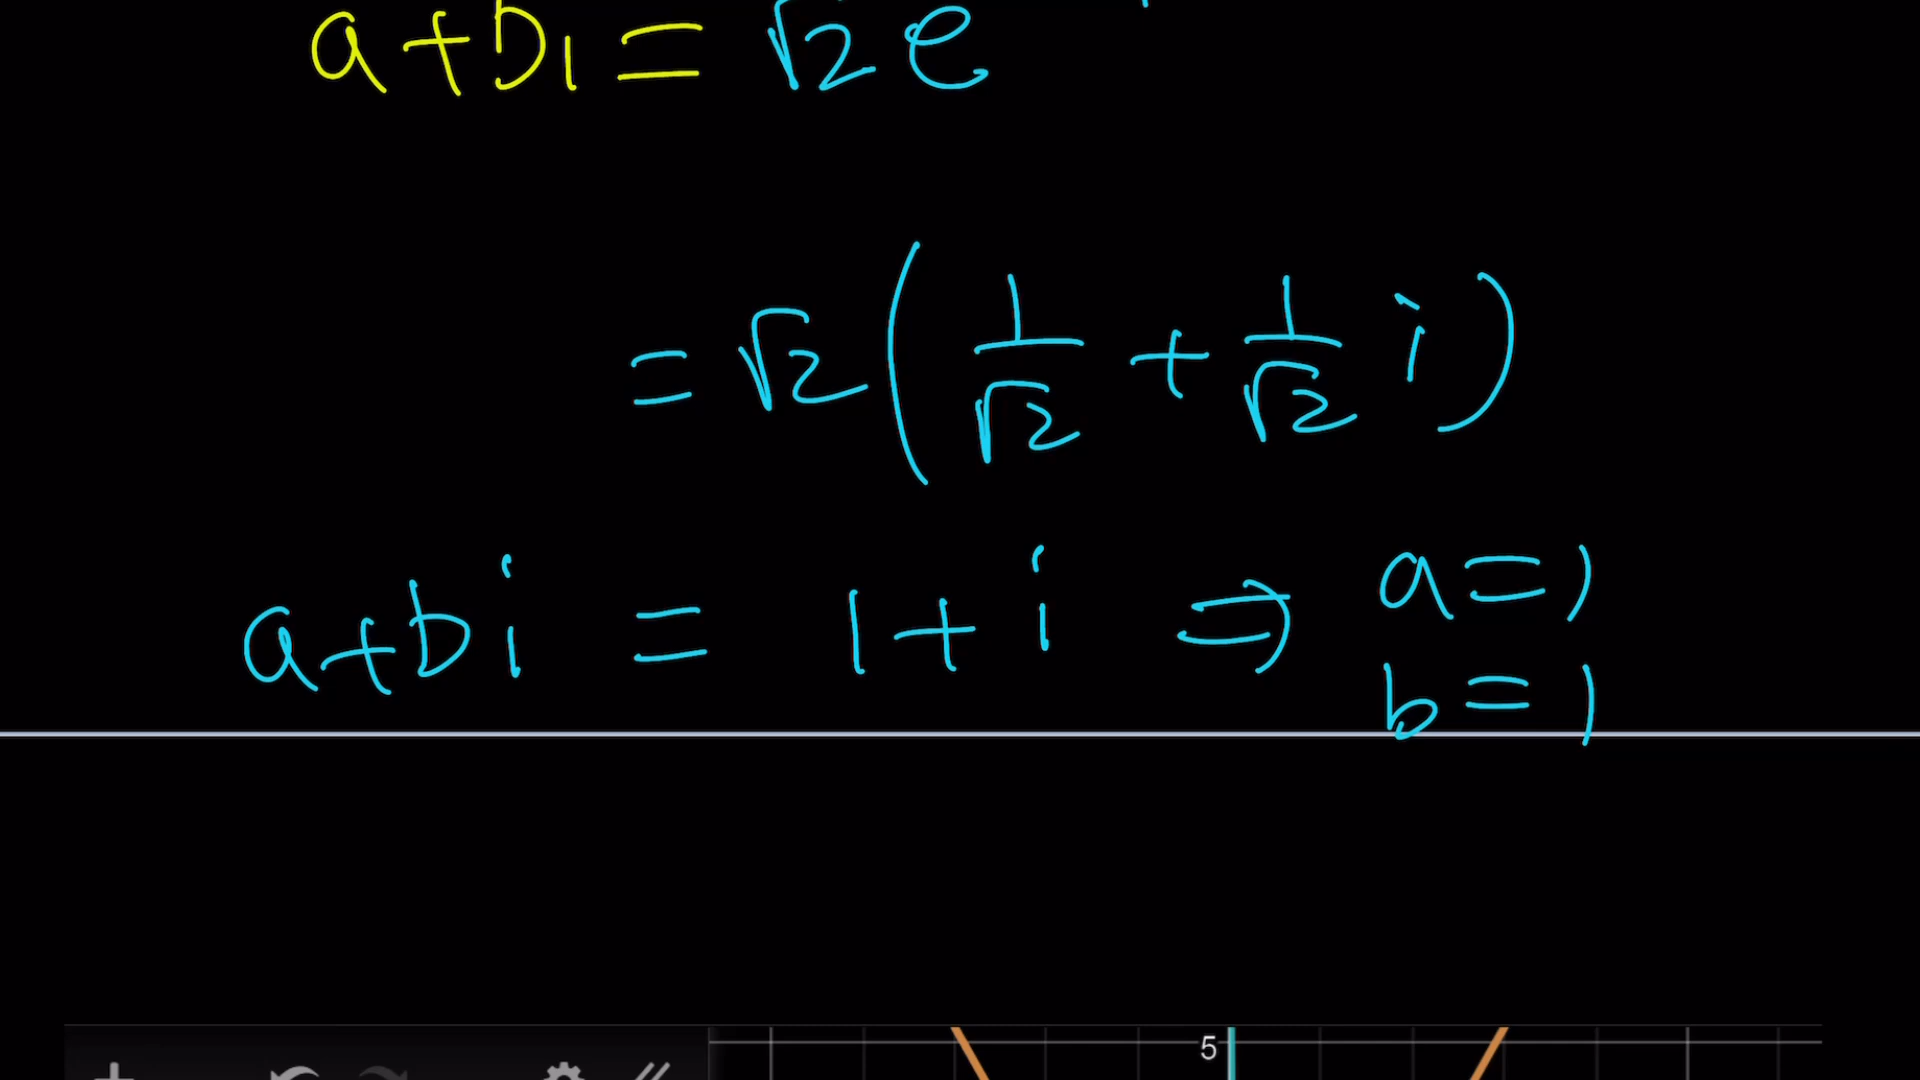 a+bi = √2 e
= √2 ( 1/√2 + 1/√2 i )
a+bi = 1+i ⇒ a=1
b=1
5